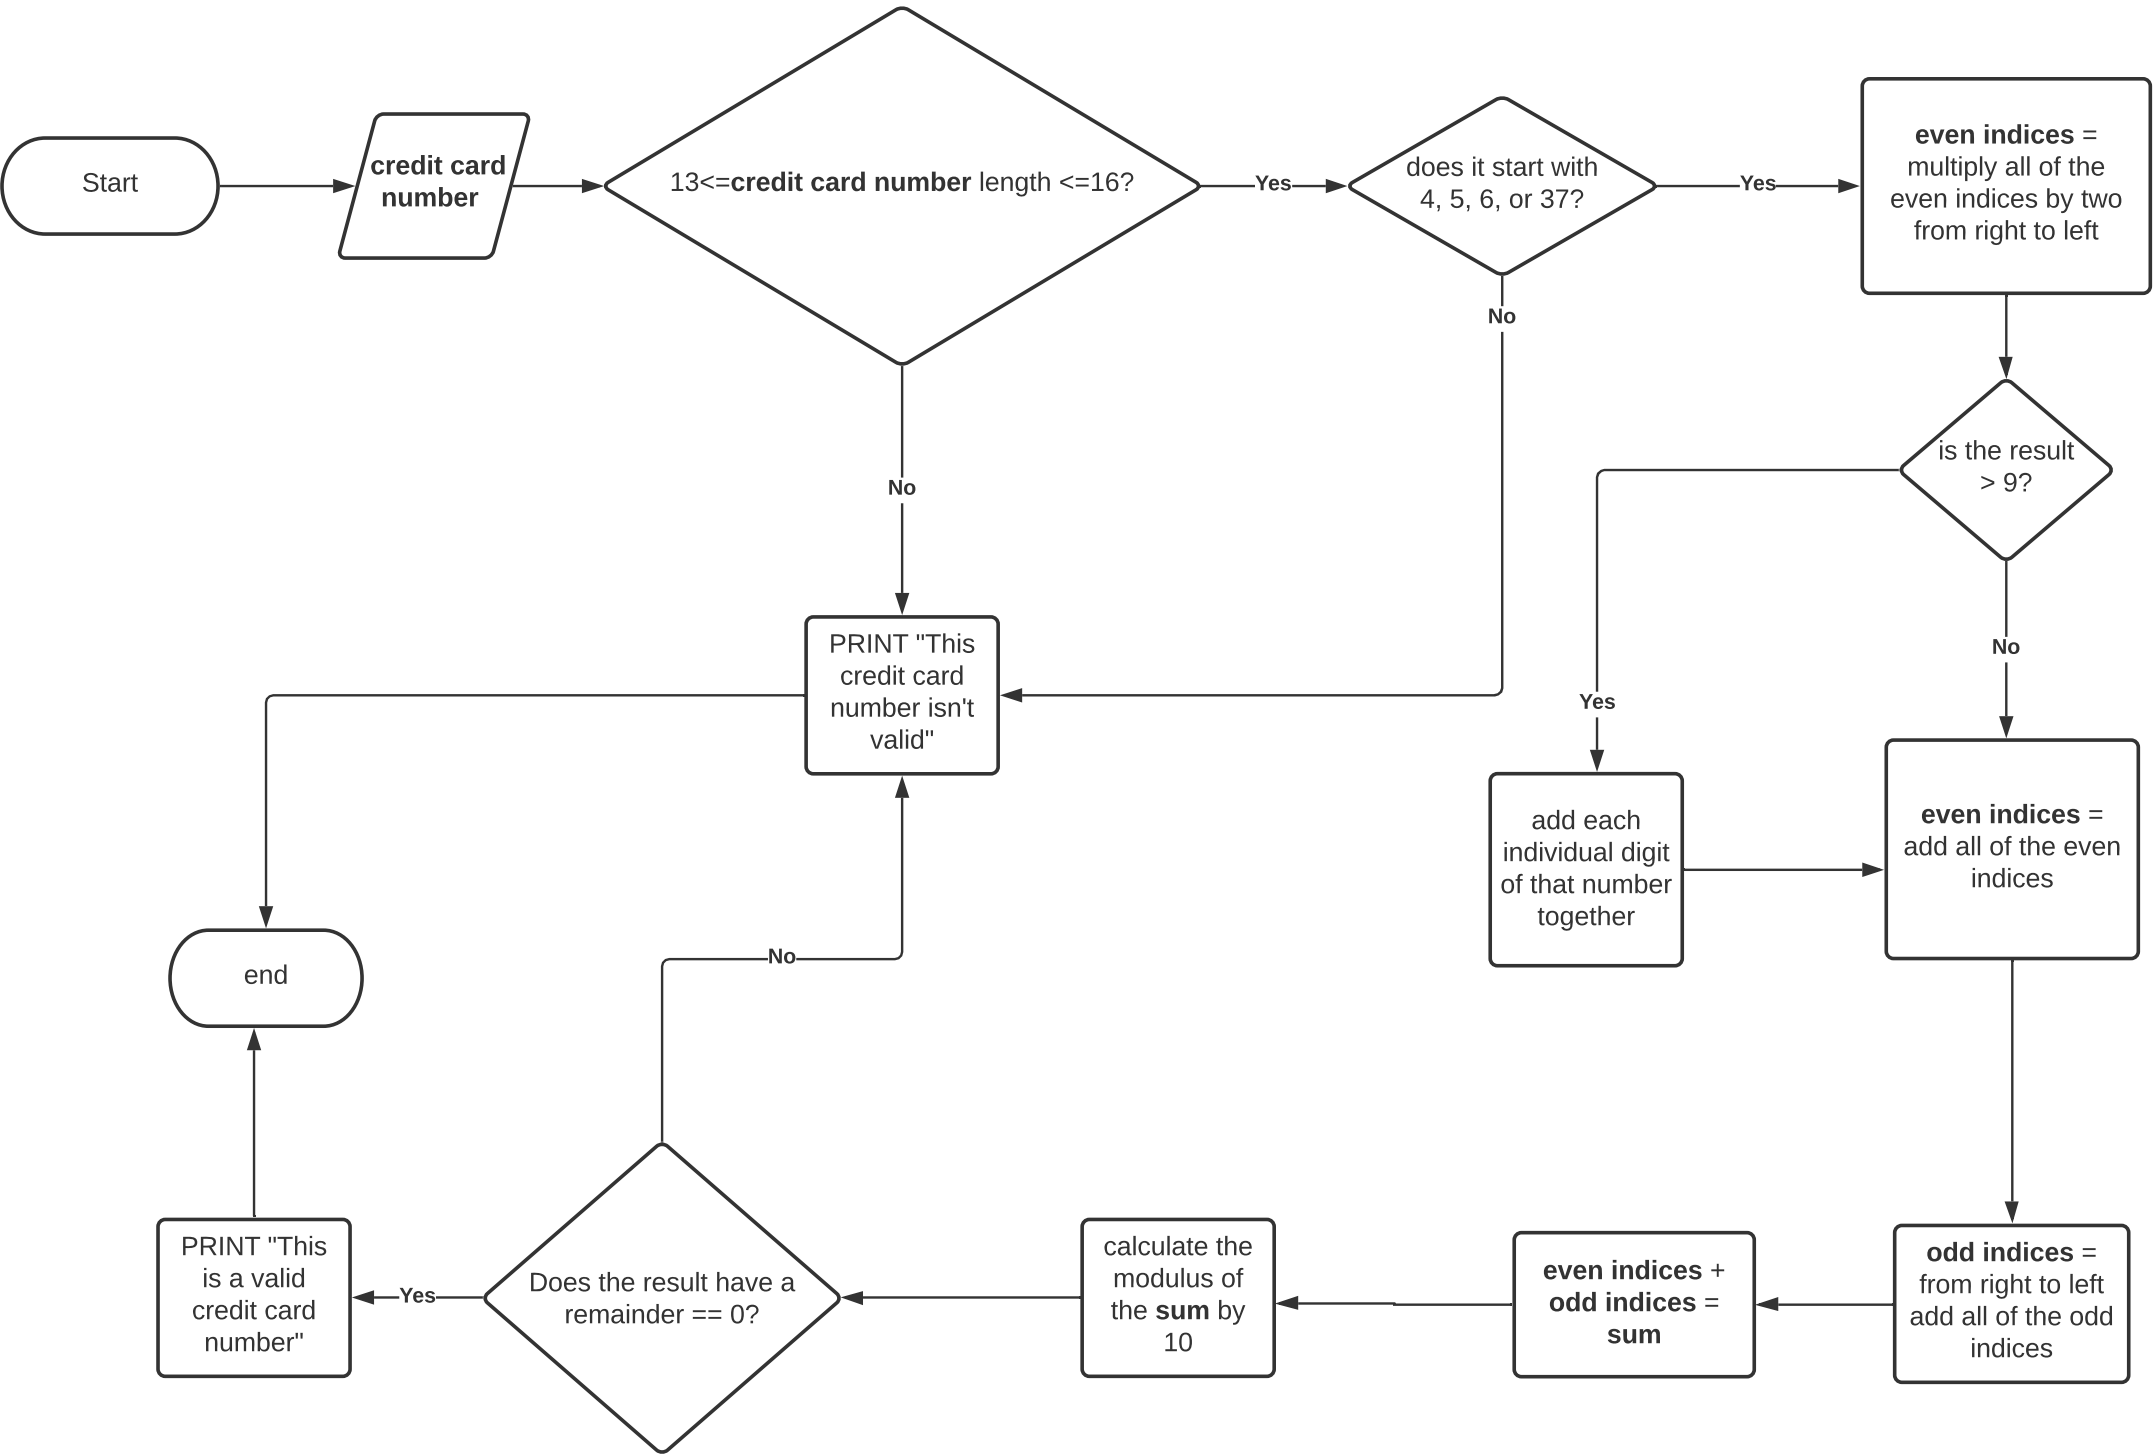 Start
credit card
number
13<=credit card number length <=16?
Yes
does it start with
4, 5, 6, or 37?
Yes
even indices =
multiply all of the
even indices by two
from right to left
No
No
is the result
> 9?
Yes
No
PRINT "This
credit card
number isn't
valid"
add each
individual digit
of that number
together
even indices =
add all of the even
indices
end
No
odd indices =
from right to left
add all of the odd
indices
even indices +
odd indices =
sum
calculate the
modulus of
the sum by
10
Does the result have a
remainder == 0?
Yes
PRINT "This
is a valid
credit card
number"